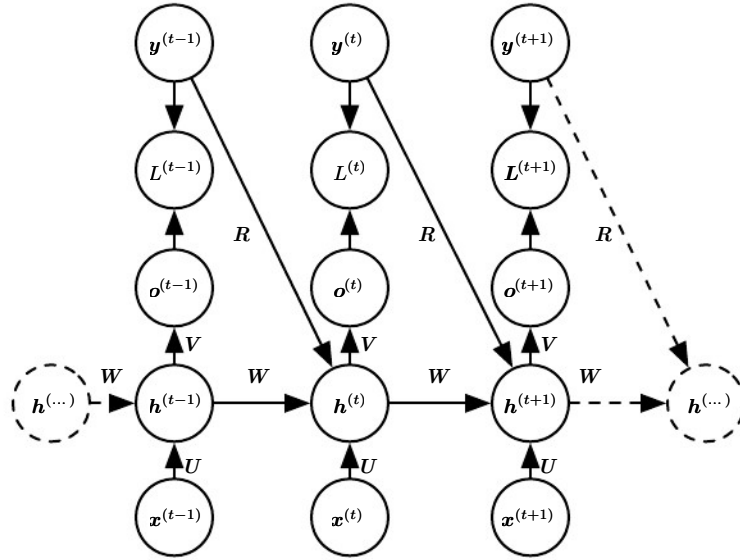 y^(t−1) y^(t) y^(t+1)
L^(t−1) L^(t) L^(t+1)
R R R
o^(t−1) o^(t) o^(t+1)
V V V
W W W W
h^(...) h^(t−1) h^(t) h^(t+1) h^(...)
U U U
x^(t−1) x^(t) x^(t+1)